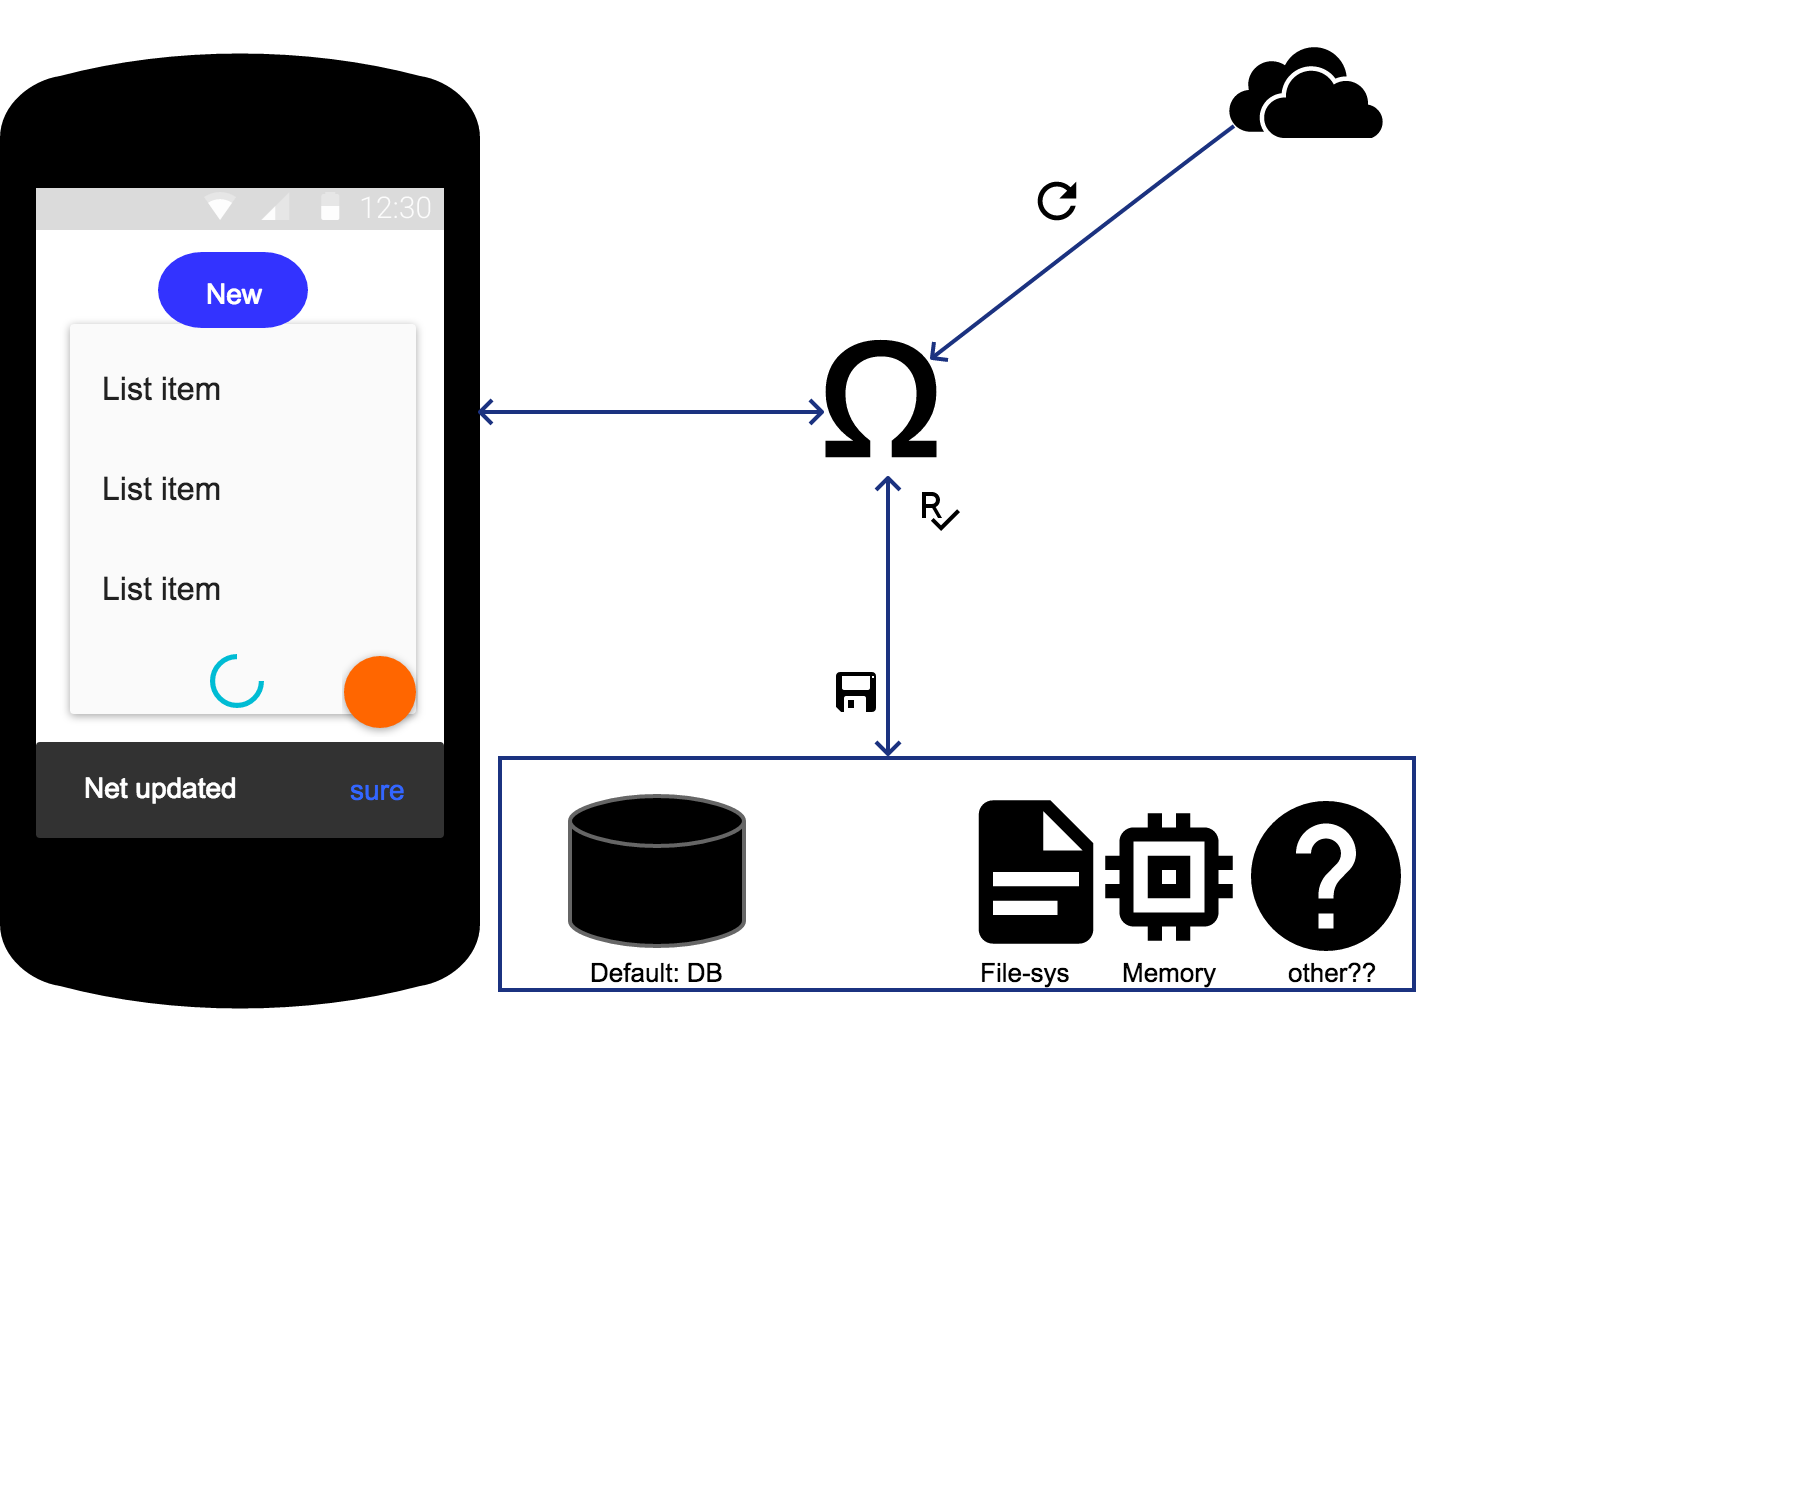 12:30
New
List item
List item
List item
Net updated
sure
Ω
R
Default: DB
File-sys
Memory
other??
?